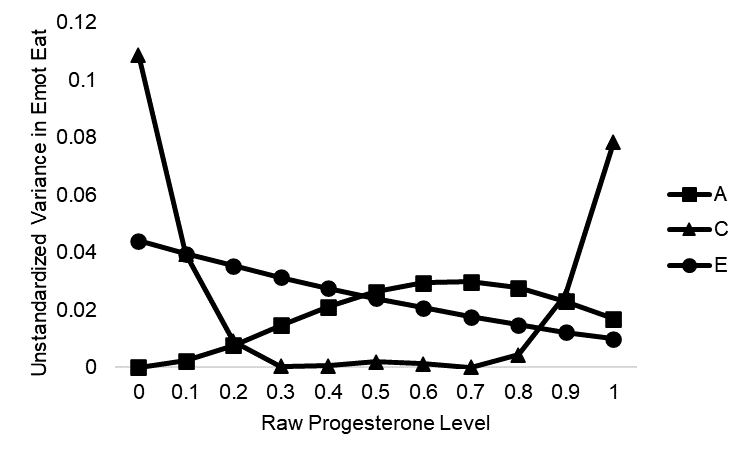 Unstandardized Variance in Emot Eat
0.12
0.1
0.08
0.06
0.04
0.02
0
0 0.1 0.2 0.3 0.4 0.5 0.6 0.7 0.8 0.9 1
Raw Progesterone Level
A
C
E